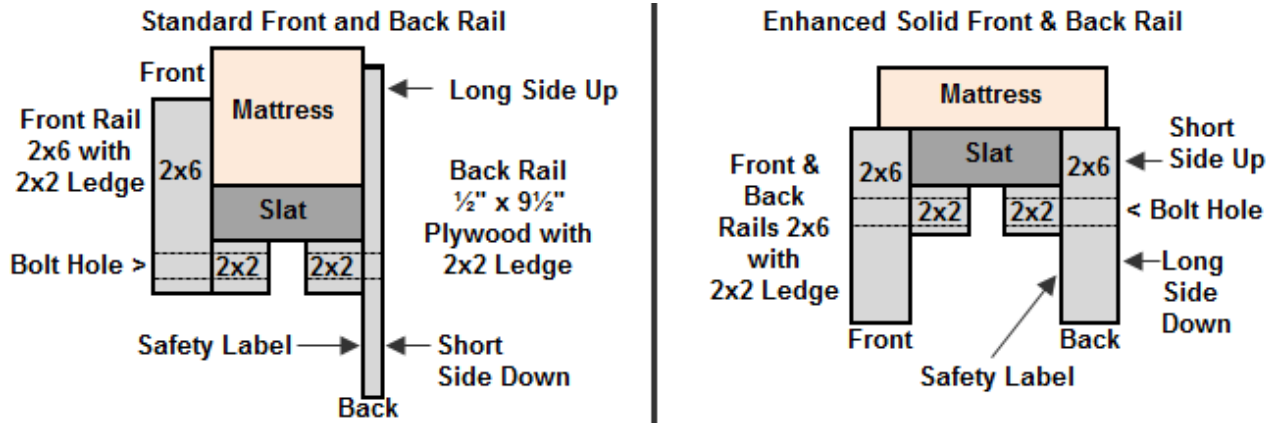 Standard Front and Back Rail
Front
Mattress
Long Side Up
Front Rail
2x6 with
2x2 Ledge
2x6
Back Rail
½" x 9½"
Plywood with
2x2 Ledge
Slat
Bolt Hole >
2x2
2x2
Safety Label
Short
Side Down
Back
Enhanced Solid Front & Back Rail
Mattress
Short
Side Up
Slat
2x6
2x6
Front &
Back
Rails 2x6
with
2x2 Ledge
2x2
2x2
< Bolt Hole
Long
Side
Down
Front
Back
Safety Label